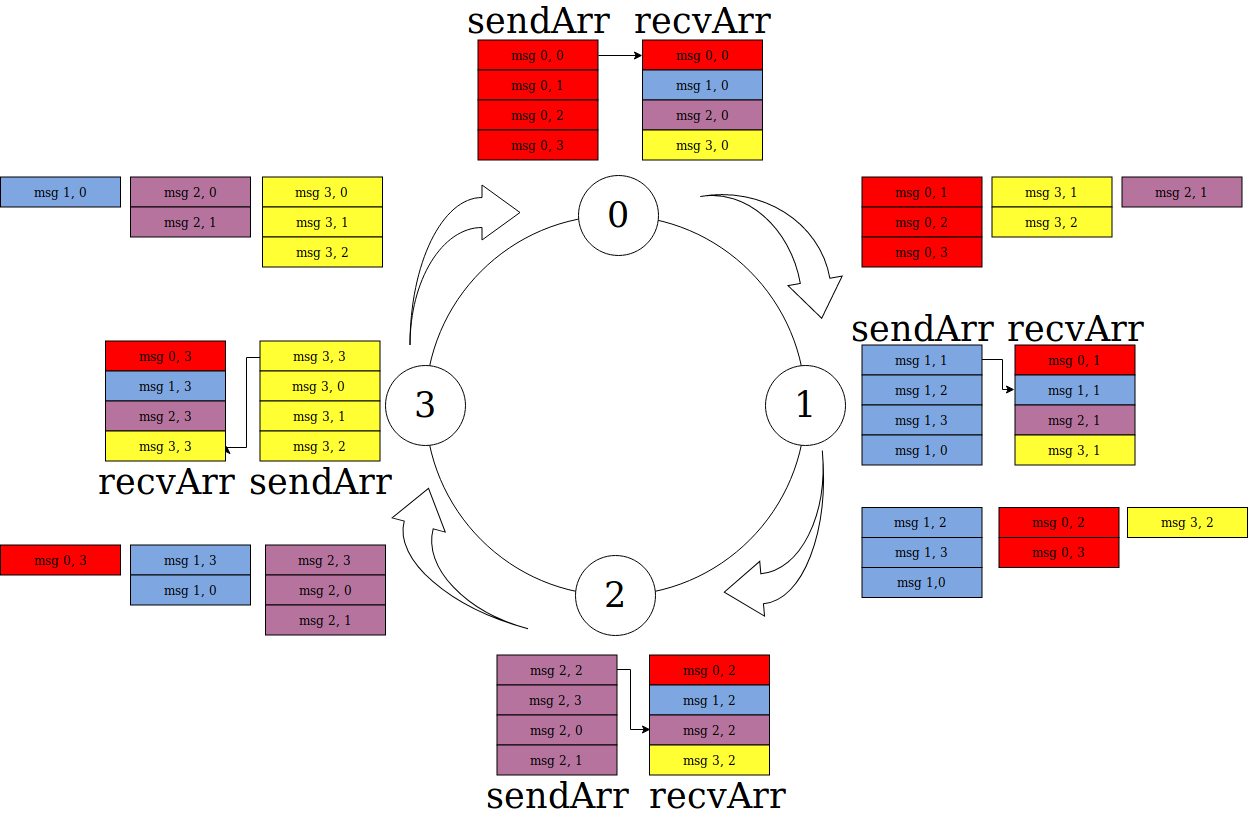 sendArr recvArr
msg 0, 0 msg 0, 0
msg 0, 1 msg 1, 0
msg 0, 2 msg 2, 0
msg 0, 3 msg 3, 0
msg 1, 0 msg 2, 0 msg 3, 0
msg 2, 1 msg 3, 1
msg 3, 2
0
msg 0, 1 msg 3, 1 msg 2, 1
msg 0, 2 msg 3, 2
msg 0, 3
msg 0, 3 msg 3, 3
msg 1, 3 msg 3, 0
msg 2, 3 msg 3, 1
msg 3, 3 msg 3, 2
recvArr sendArr
3
1
sendArr recvArr
msg 1, 1 msg 0, 1
msg 1, 2 msg 1, 1
msg 1, 3 msg 2, 1
msg 1, 0 msg 3, 1
msg 0, 3 msg 1, 3 msg 2, 3
msg 1, 0 msg 2, 0
msg 2, 1
2
msg 1, 2 msg 0, 2 msg 3, 2
msg 1, 3 msg 0, 3
msg 1,0
msg 2, 2 msg 0, 2
msg 2, 3 msg 1, 2
msg 2, 0 msg 2, 2
msg 2, 1 msg 3, 2
sendArr recvArr